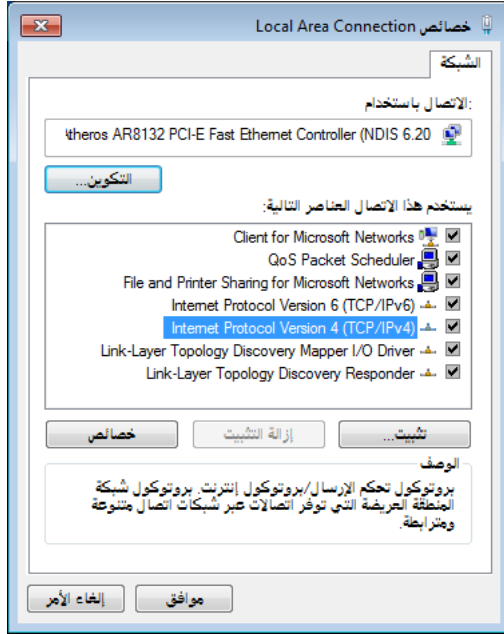 خصائص Local Area Connection
الشبكة
الاتصال باستخدام:
theros AR8132 PCI-E Fast Ethemet Controller (NDIS 6.20
التكوين...
يستخدم هذا الاتصال العناصر التالية:
Client for Microsoft Networks
QoS Packet Scheduler
File and Printer Sharing for Microsoft Networks
Internet Protocol Version 6 (TCP/IPv6)
Internet Protocol Version 4 (TCP/IPv4)
Link-Layer Topology Discovery Mapper I/O Driver
Link-Layer Topology Discovery Responder
تثبيت...
إزالة التثبيت
خصائص
الوصف
بروتوكول تحكم الإرسال/بروتوكول إنترنت. بروتوكول شبكة
المنطقة العريضة التي توفر اتصالات عبر شبكات اتصال متنوعة
ومترابطة.
موافق
إلغاء الأمر